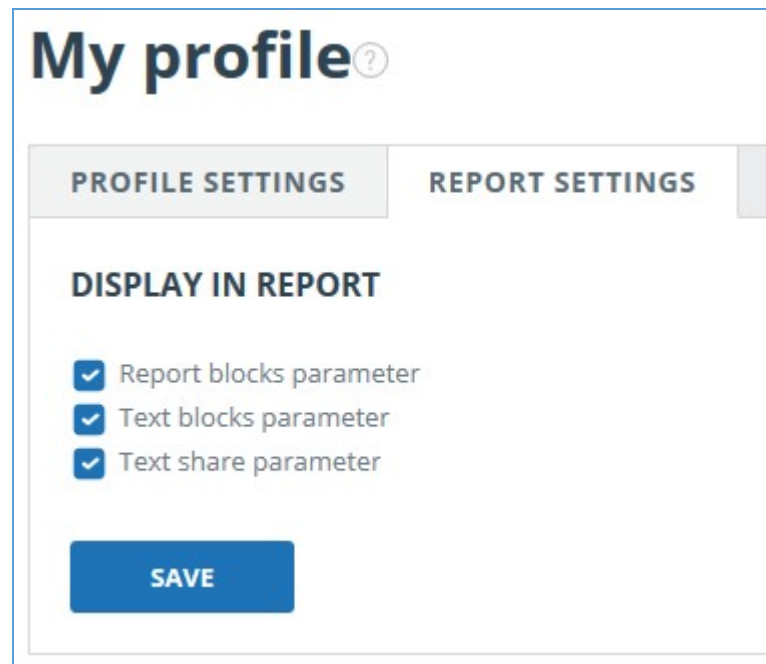 My profile ?
PROFILE SETTINGS REPORT SETTINGS
DISPLAY IN REPORT
Report blocks parameter
Text blocks parameter
Text share parameter
SAVE